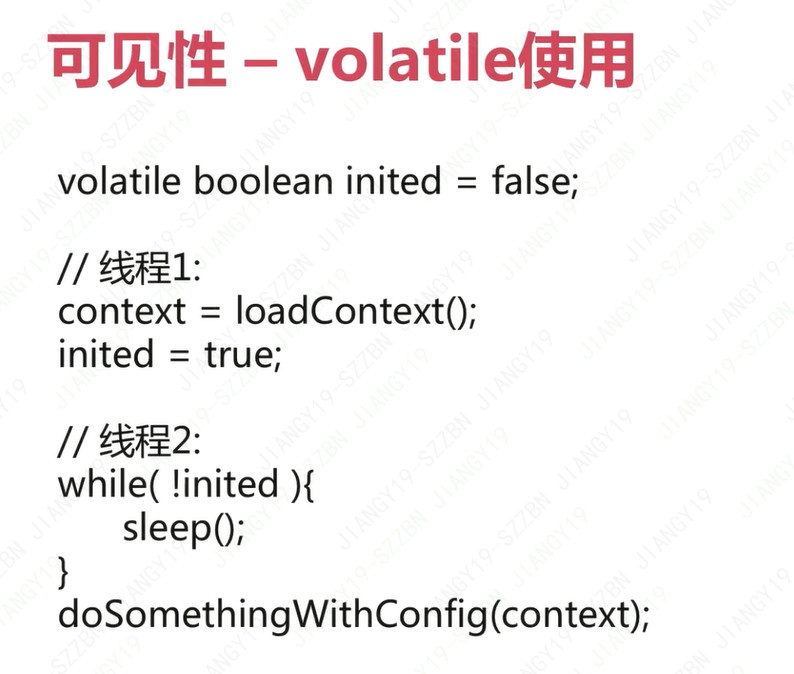 可见性 – volatile使用
volatile boolean inited = false;
// 线程1:
context = loadContext();
inited = true;
// 线程2:
while( !inited ){
sleep();
}
doSomethingWithConfig(context);
JIANGY19-SZZBN